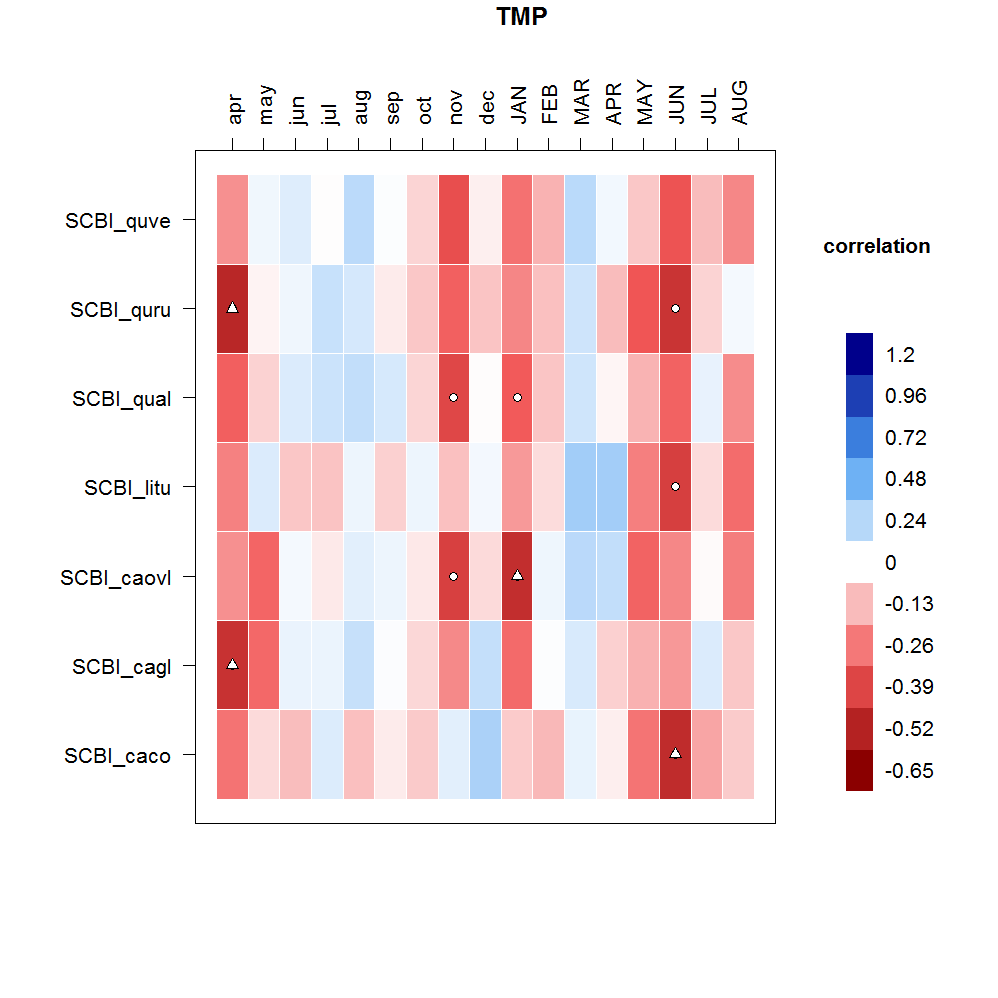 TMP
apr may jun jul aug sep oct nov dec JAN FEB MAR APR MAY JUN JUL AUG
SCBI_quve
SCBI_quru
SCBI_qual
SCBI_litu
SCBI_caovl
SCBI_cagl
SCBI_caco
correlation
1.2
0.96
0.72
0.48
0.24
0
-0.13
-0.26
-0.39
-0.52
-0.65